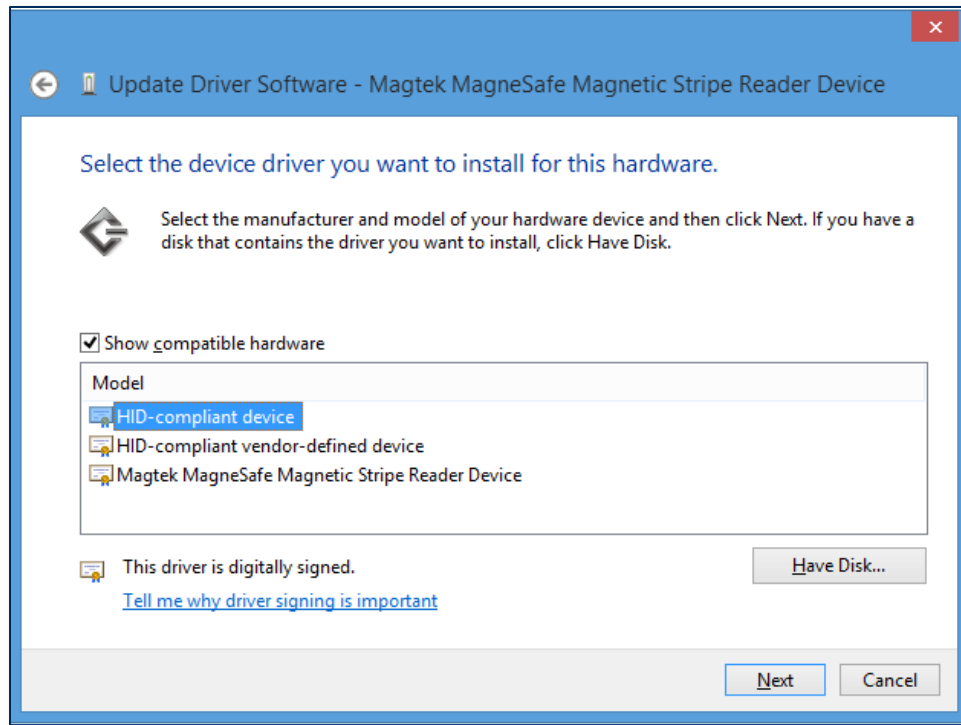 Update Driver Software - Magtek MagneSafe Magnetic Stripe Reader Device
Select the device driver you want to install for this hardware.
Select the manufacturer and model of your hardware device and then click Next. If you have a
disk that contains the driver you want to install, click Have Disk.
Show compatible hardware
Model
HID-compliant device
HID-compliant vendor-defined device
Magtek MagneSafe Magnetic Stripe Reader Device
This driver is digitally signed.
Have Disk...
Tell me why driver signing is important
Next Cancel